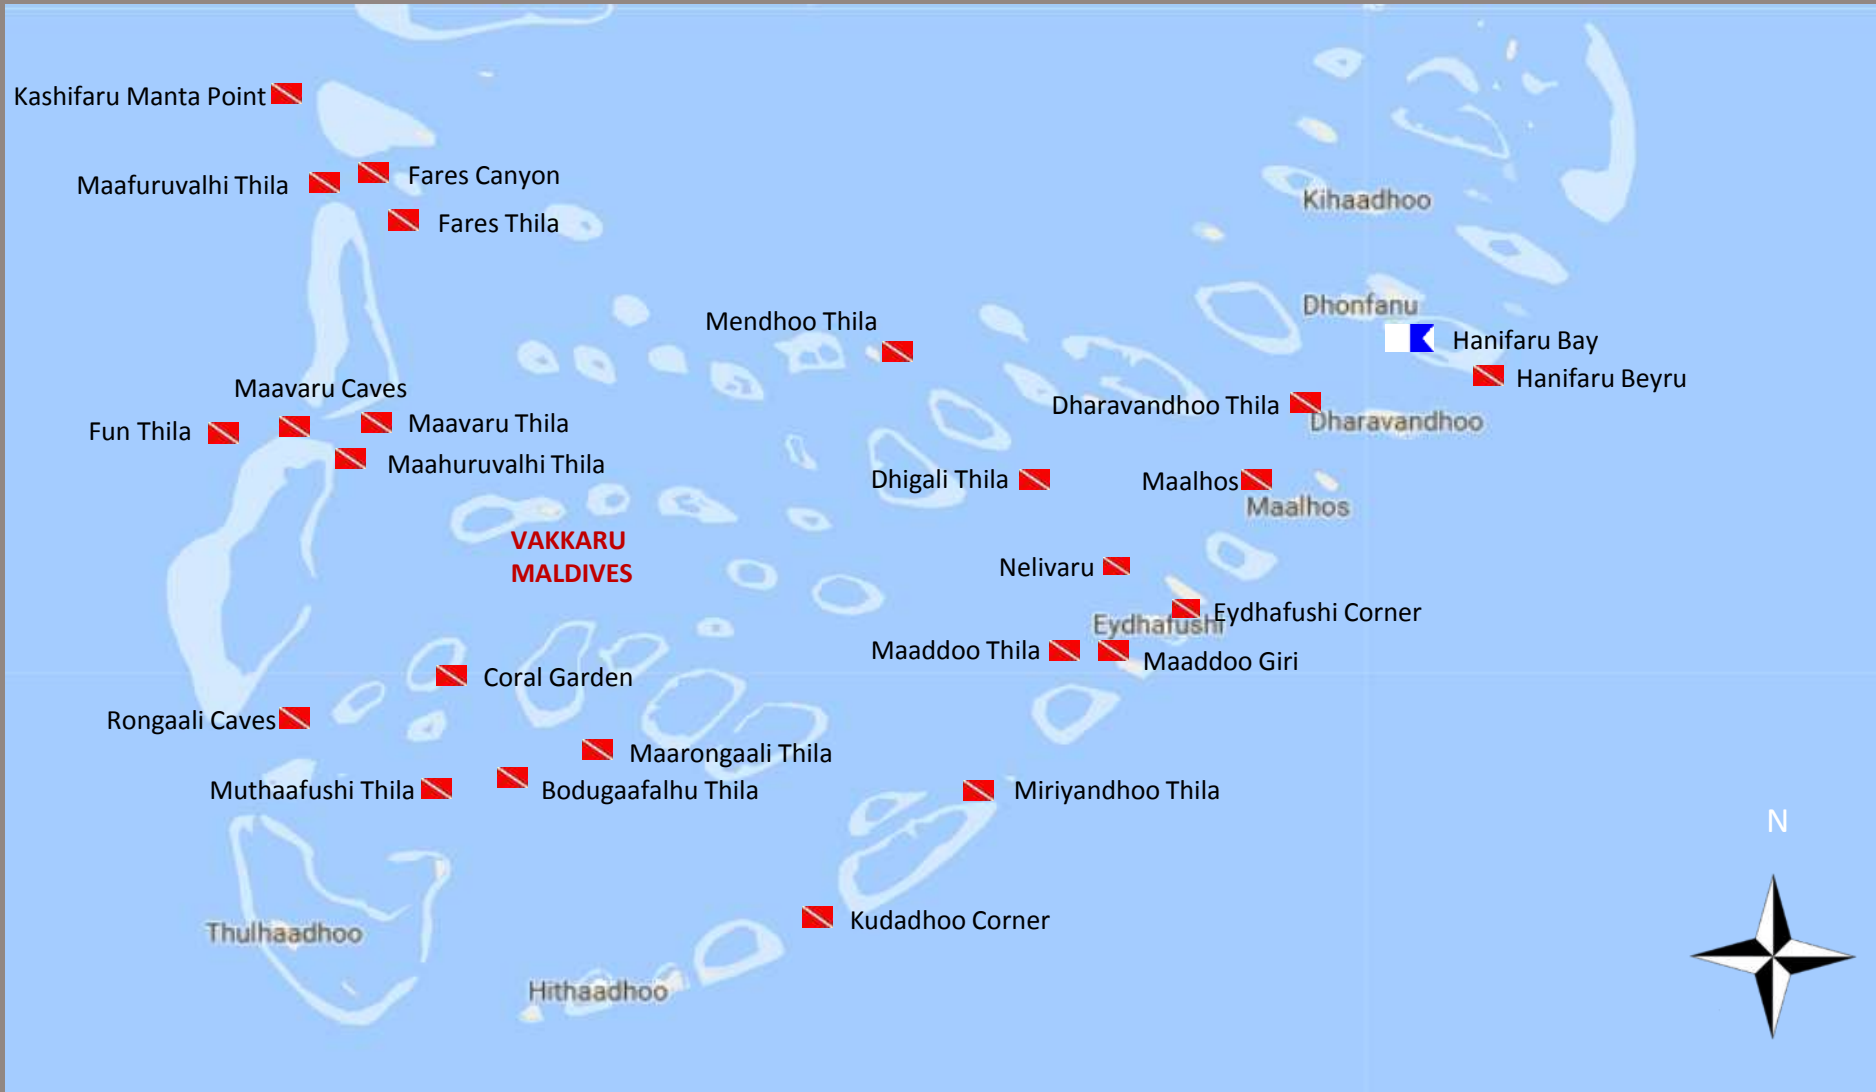 Kashifaru Manta Point
Maafuruvalhi Thila
Fares Canyon
Kihaadhoo
Fares Thila
Dhonfanu
Mendhoo Thila
Hanifaru Bay
Hanifaru Beyru
Maavaru Caves
Dharavandhoo Thila
Dharavandhoo
Fun Thila
Maavaru Thila
Maahuruvalhi Thila
Dhigali Thila
Maalhos
Maalhos
VAKKARU
MALDIVES
Nelivaru
Eydhafushi Corner
Eydhafushi
Maaddoo Thila
Maaddoo Giri
Coral Garden
Rongaali Caves
Maarongaali Thila
Muthaafushi Thila
Bodugaafalhu Thila
Miriyandhoo Thila
N
Kudadhoo Corner
Thulhaadhoo
Hithaadhoo